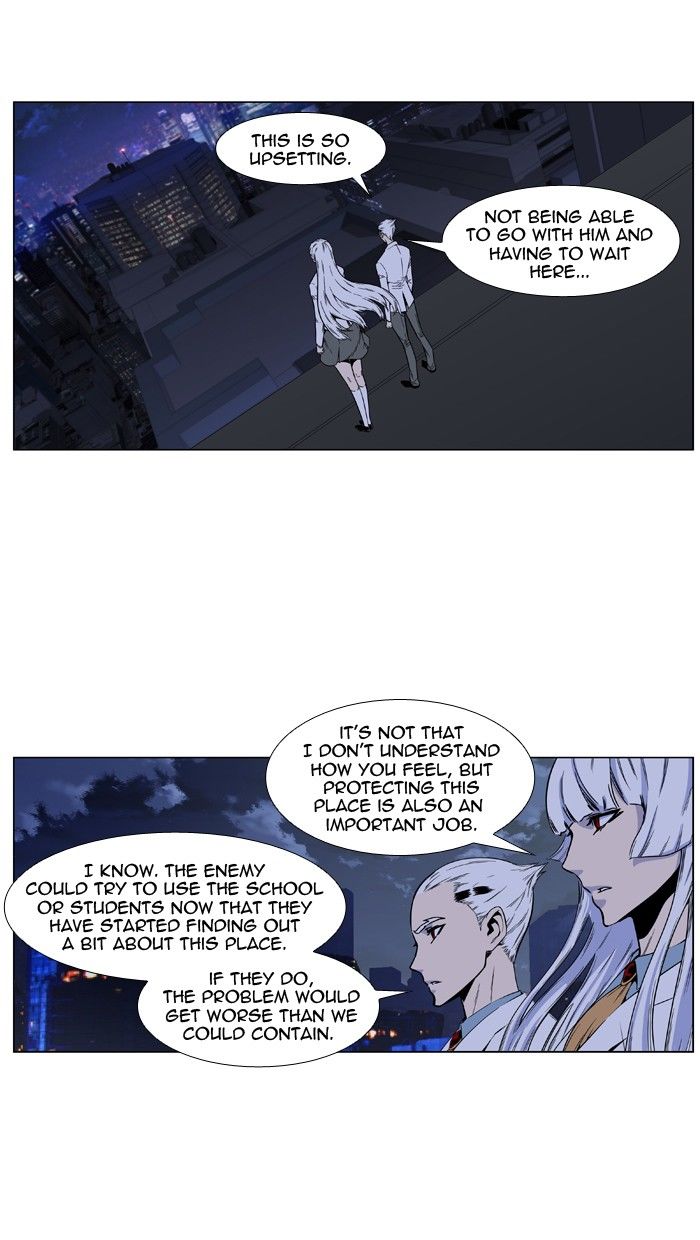 THIS IS SO
UPSETTING.
NOT BEING ABLE
TO GO WITH HIM AND
HAVING TO WAIT
HERE...
IT'S NOT THAT
I DON'T UNDERSTAND
HOW YOU FEEL, BUT
PROTECTING THIS
PLACE IS ALSO AN
IMPORTANT JOB.
I KNOW. THE ENEMY
COULD TRY TO USE THE SCHOOL
OR STUDENTS NOW THAT THEY
HAVE STARTED FINDING OUT
A BIT ABOUT THIS PLACE.
IF THEY DO,
THE PROBLEM WOULD
GET WORSE THAN WE
COULD CONTAIN.